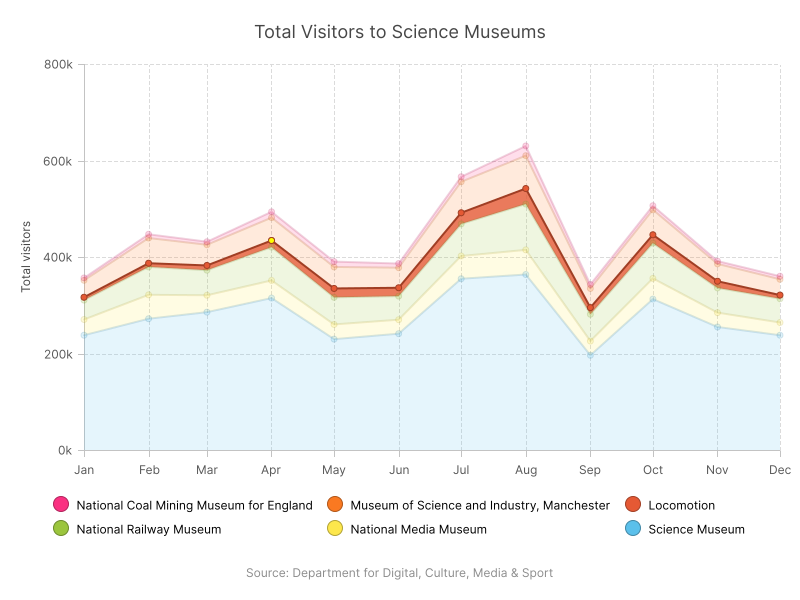 Total Visitors to Science Museums
800k
600k
400k
200k
0k
Total visitors
Jan Feb Mar Apr May Jun Jul Aug Sep Oct Nov Dec
National Coal Mining Museum for England Museum of Science and Industry, Manchester Locomotion
National Railway Museum National Media Museum Science Museum
Source: Department for Digital, Culture, Media & Sport